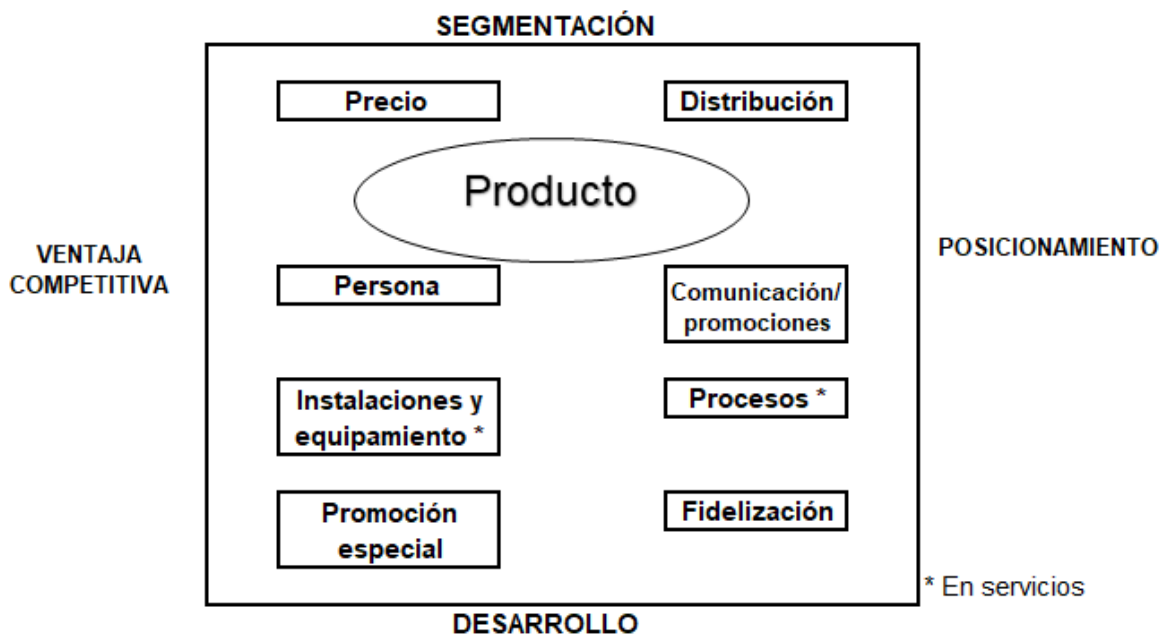 SEGMENTACIÓN
Precio
Distribución
Producto
VENTAJA
COMPETITIVA
POSICIONAMIENTO
Persona
Comunicación/
promociones
Instalaciones y
equipamiento *
Procesos *
Promoción
especial
Fidelización
* En servicios
DESARROLLO